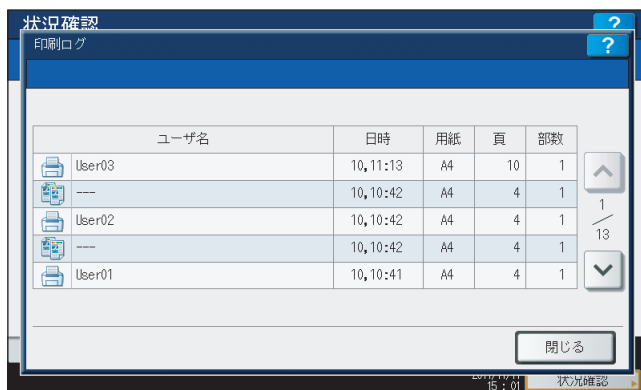 状況確認
?
印刷ログ
?
ユーザ名 日時 用紙 頁 部数
User03 10,11:13 A4 10 1
--- 10,10:42 A4 4 1
User02 10,10:42 A4 4 1
--- 10,10:42 A4 4 1
User01 10,10:41 A4 4 1
1
/
13
閉じる
15 : 01
状況確認